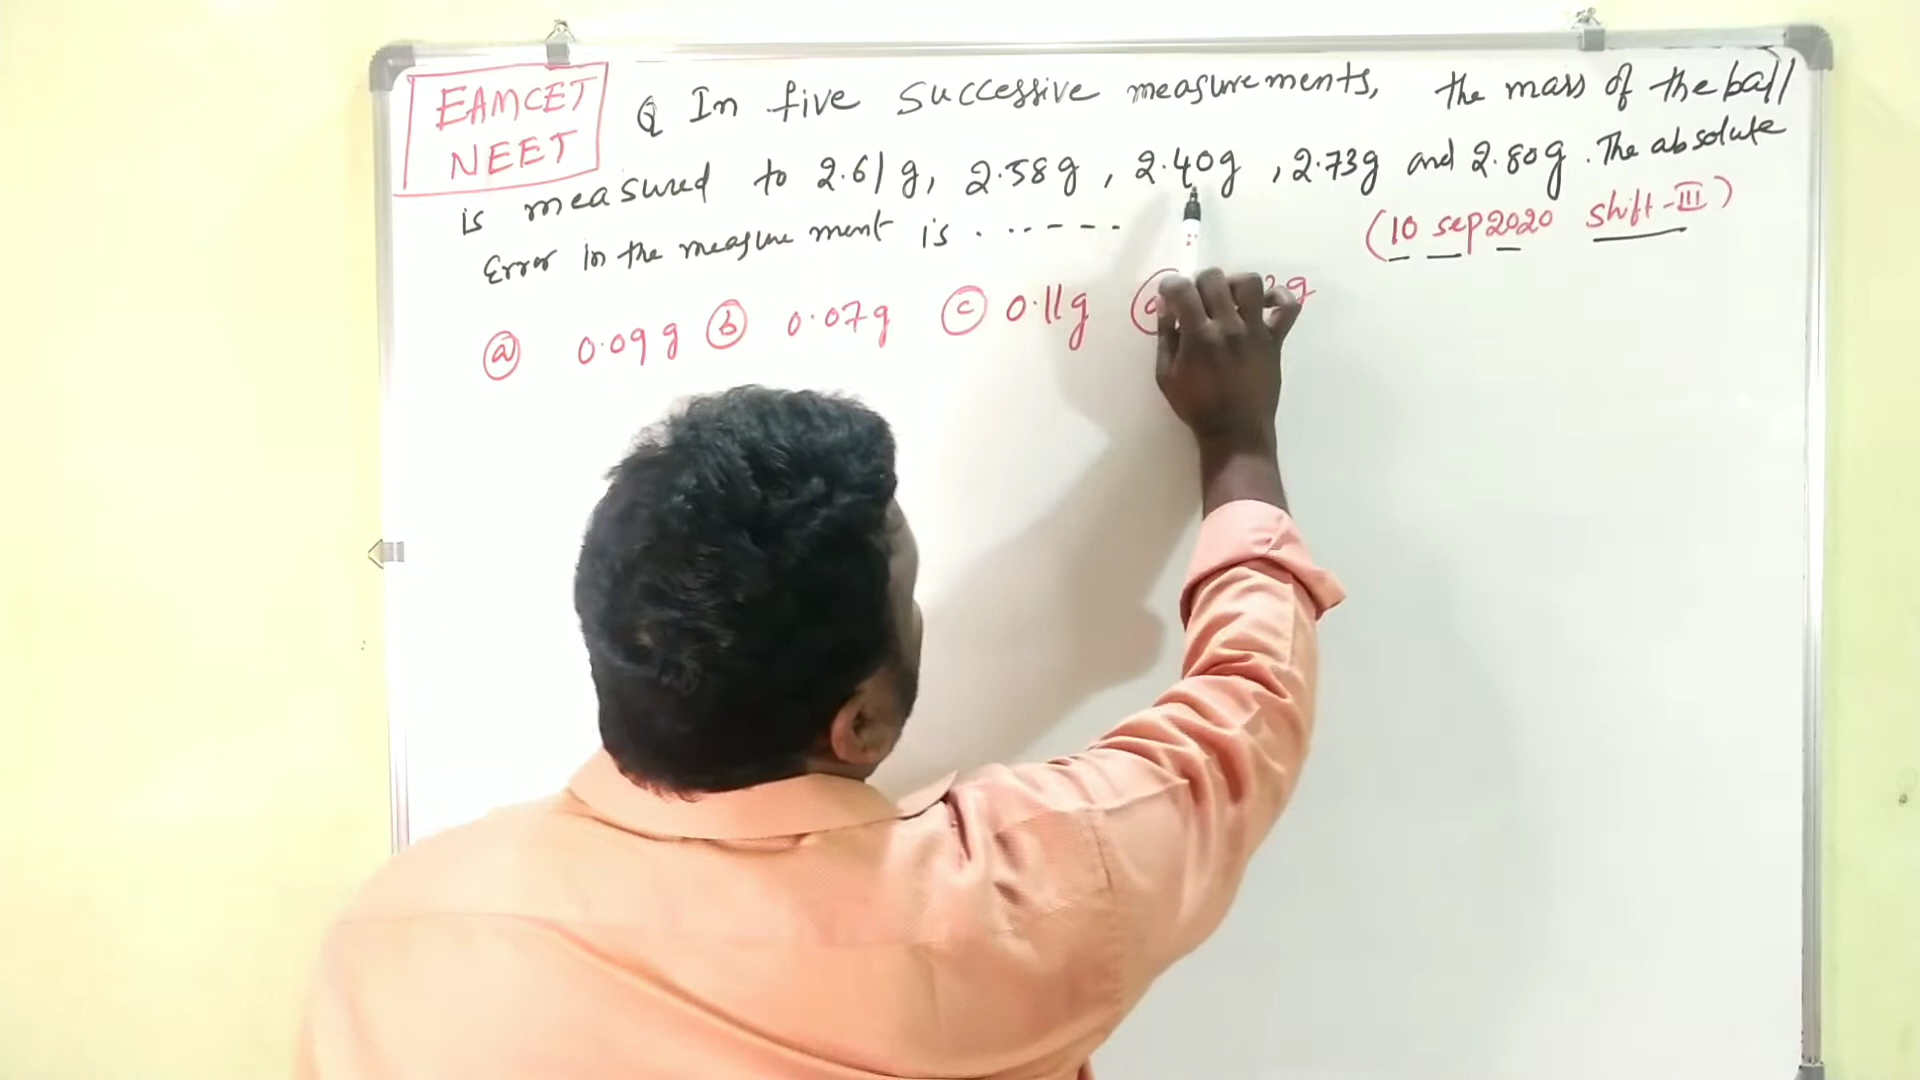 EAMCET
NEET
Q In five successive measurements, the mass of the ball
is measured to 2.61 g, 2.58g, 2.40g, 2.73g and 2.80g. The absolute
Error in the measurement is . . . - - -
(10 sep 2020 shift-III)
(a) 0.09 g (b) 0.07g (c) 0.11g